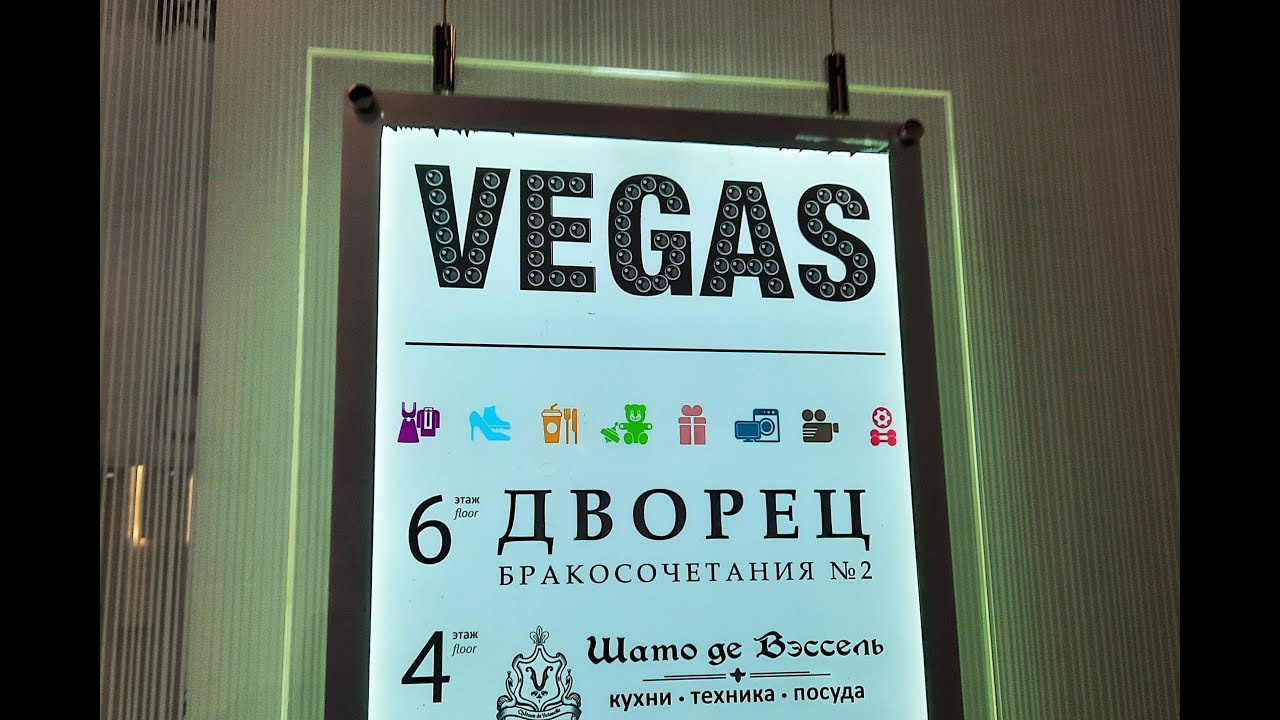 VEGAS
6 этаж floor
ДВОРЕЦ
БРАКОСОЧЕТАНИЯ №2
4 этаж floor
Шато де Вэссель
кухни • техника • посуда